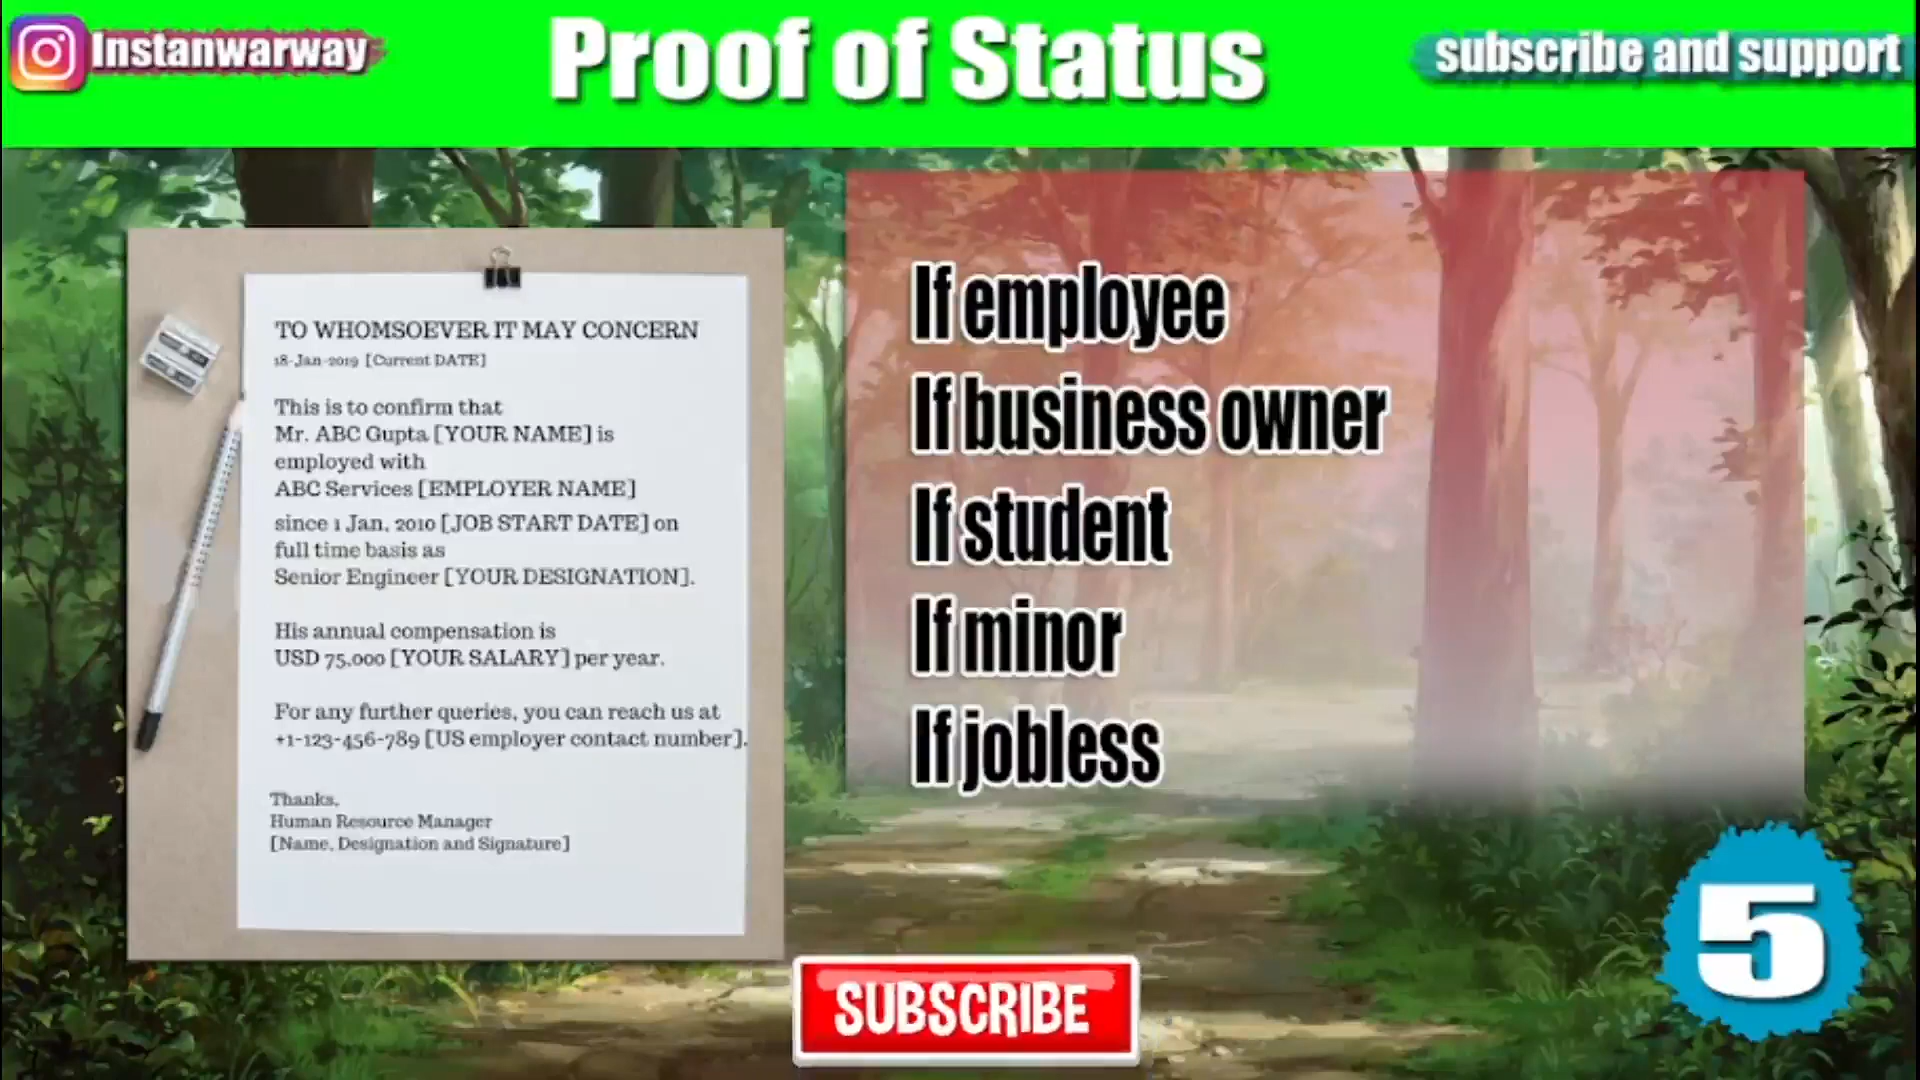 Instanwarway
Proof of Status
subscribe and support
TO WHOMSOEVER IT MAY CONCERN
18-Jan-2019 [Current DATE]
This is to confirm that
Mr. ABC Gupta [YOUR NAME] is
employed with
ABC Services [EMPLOYER NAME]
since 1 Jan, 2010 [JOB START DATE] on
full time basis as
Senior Engineer [YOUR DESIGNATION].
His annual compensation is
USD 75,000 [YOUR SALARY] per year.
For any further queries, you can reach us at
+1-123-456-789 [US employer contact number].
Thanks,
Human Resource Manager
[Name, Designation and Signature]
If employee
If business owner
If student
If minor
If jobless
5
SUBSCRIBE